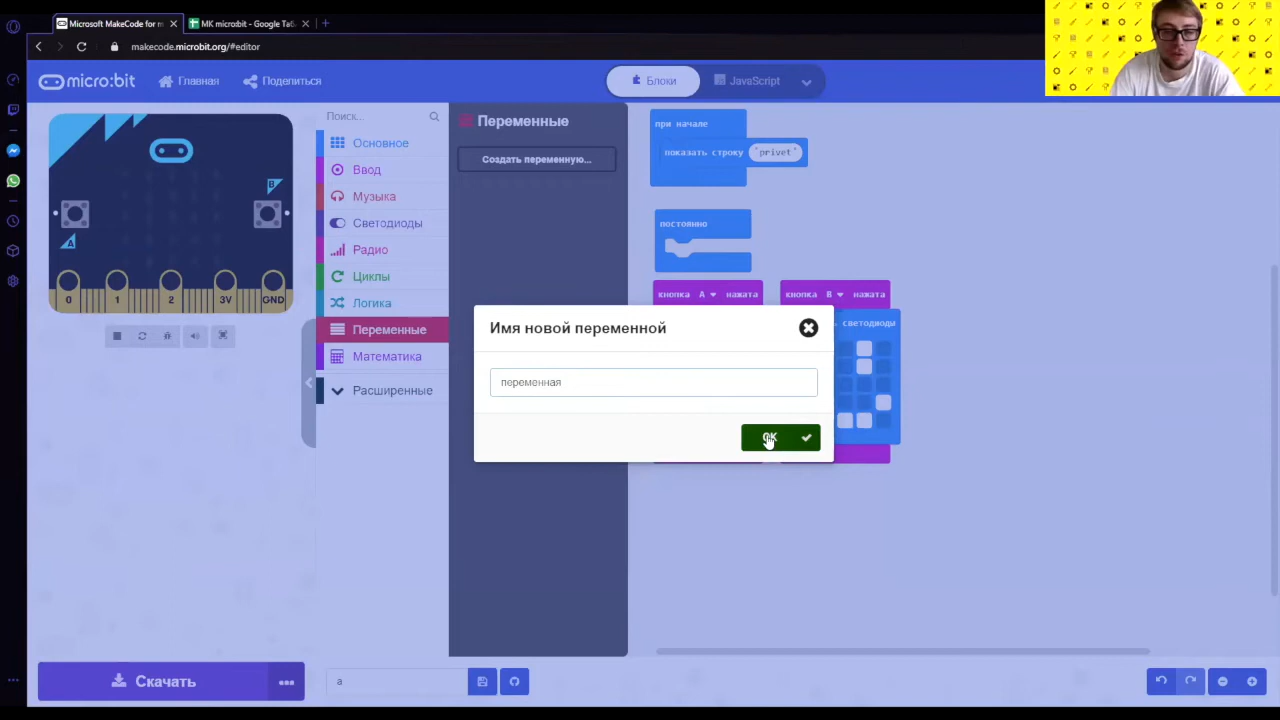 Microsoft MakeCode for m
MK microbit - Google Таб
makecode.microbit.org/#editor
micro:bit
Главная
Поделиться
Блоки
JavaScript
B
A
0
1
2
3V
GND
Поиск...
Основное
Ввод
Музыка
Светодиоды
Радио
Циклы
Логика
Переменные
Математика
Расширенные
Переменные
Создать переменную...
при начале
показать строку "privet"
постоянно
кнопка A нажата
кнопка B нажата
светодиоды
Имя новой переменной
переменная
OK
Скачать
a